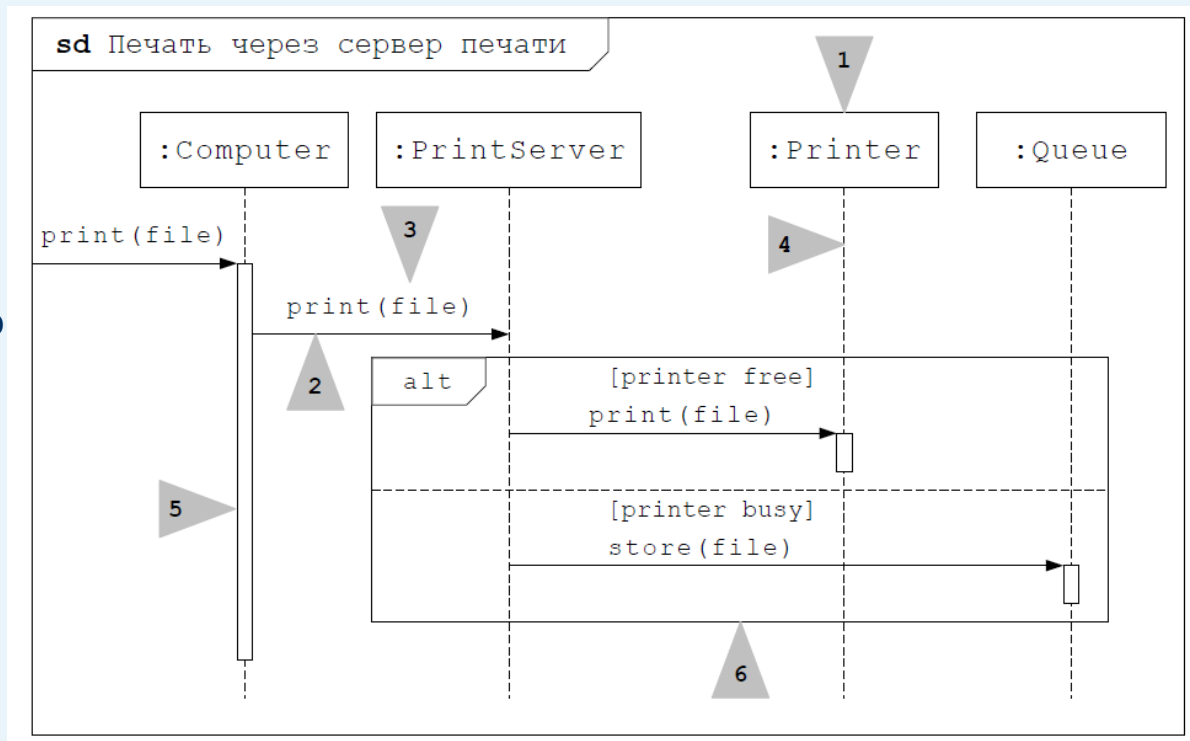 sd Печать через сервер печати
1
:Computer
:PrintServer
:Printer
:Queue
print(file)
3
4
print(file)
2
alt
[printer free]
print(file)
5
[printer busy]
store(file)
6